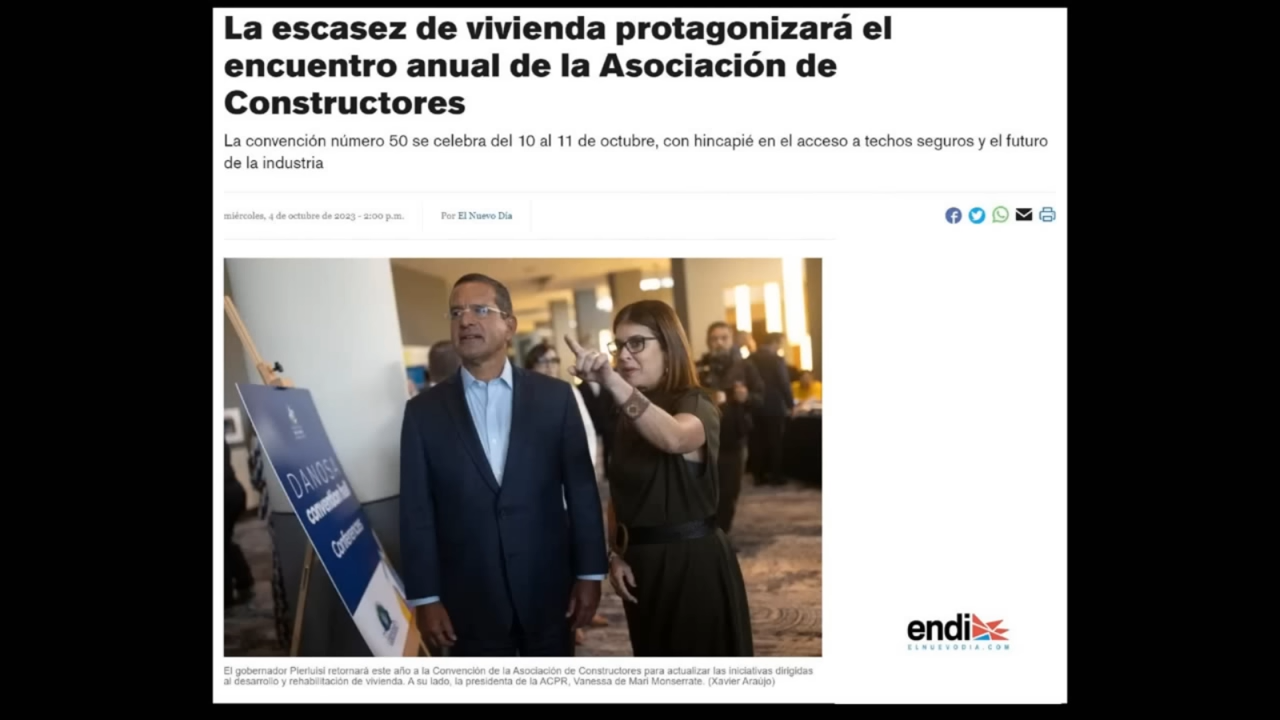 La escasez de vivienda protagonizará el
encuentro anual de la Asociación de
Constructores
La convención número 50 se celebra del 10 al 11 de octubre, con hincapié en el acceso a techos seguros y el futuro
de la industria
miércoles, 4 de octubre de 2023 - 2:00 p.m.
Por El Nuevo Día
DANOSA
convention hall
Conferences
endi
ELNUEVODIA.COM
El gobernador Pierluisi retornará este año a la Convención de la Asociación de Constructores para actualizar las iniciativas dirigidas
al desarrollo y rehabilitación de vivienda. A su lado, la presidenta de la ACPR, Vanessa de Mari Monserrate. (Xavier Araújo)